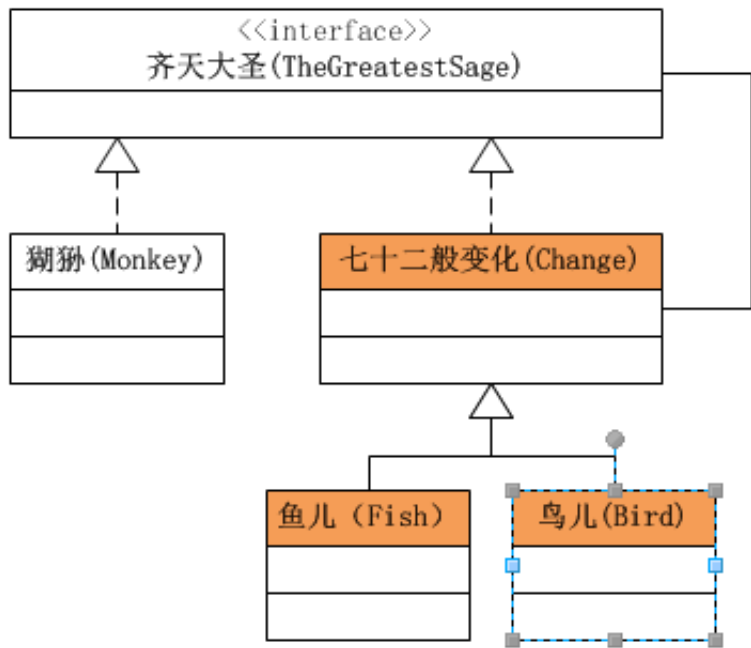 <<interface>>
齐天大圣(TheGreatestSage)
猢狲(Monkey)
七十二般变化(Change)
鱼儿（Fish）
鸟儿(Bird)